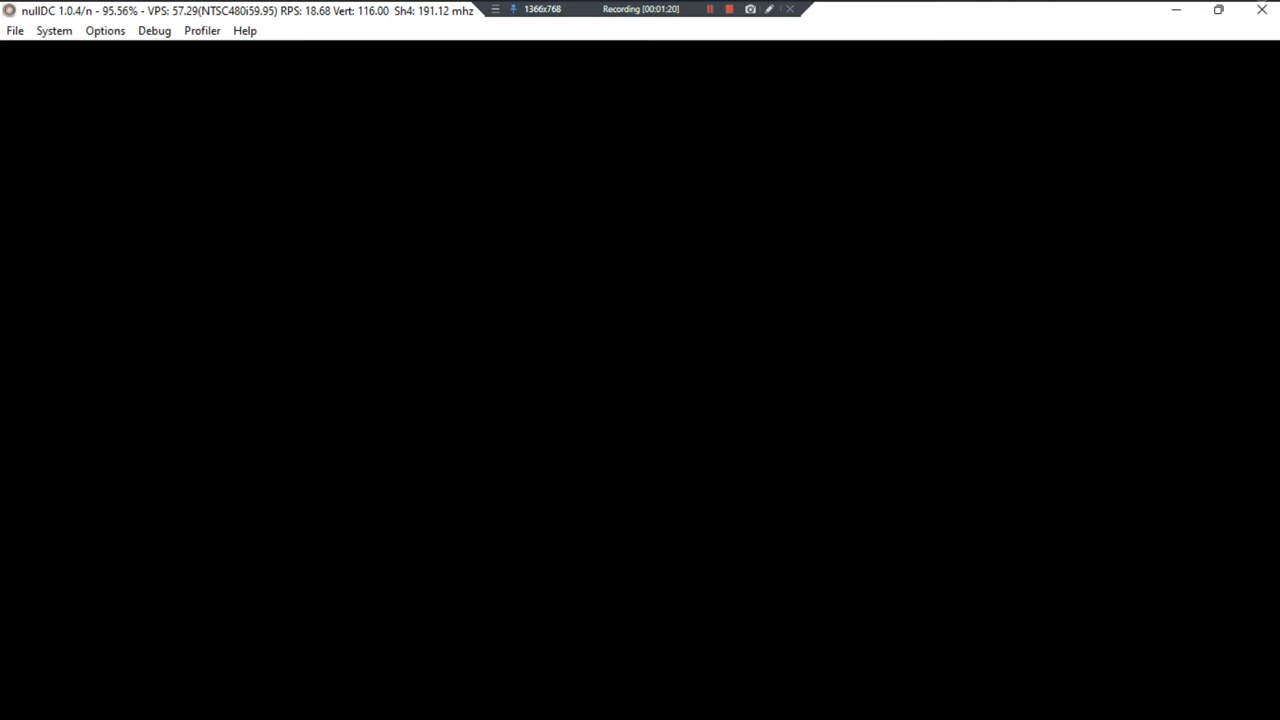 nullDC 1.0.4/n - 95.56% - VPS: 57.29(NTSC480i59.95) RPS: 18.68 Vert: 116.00 Sh4: 191.12 mhz
1366x768
Recording [00:01:20]
File System Options Debug Profiler Help